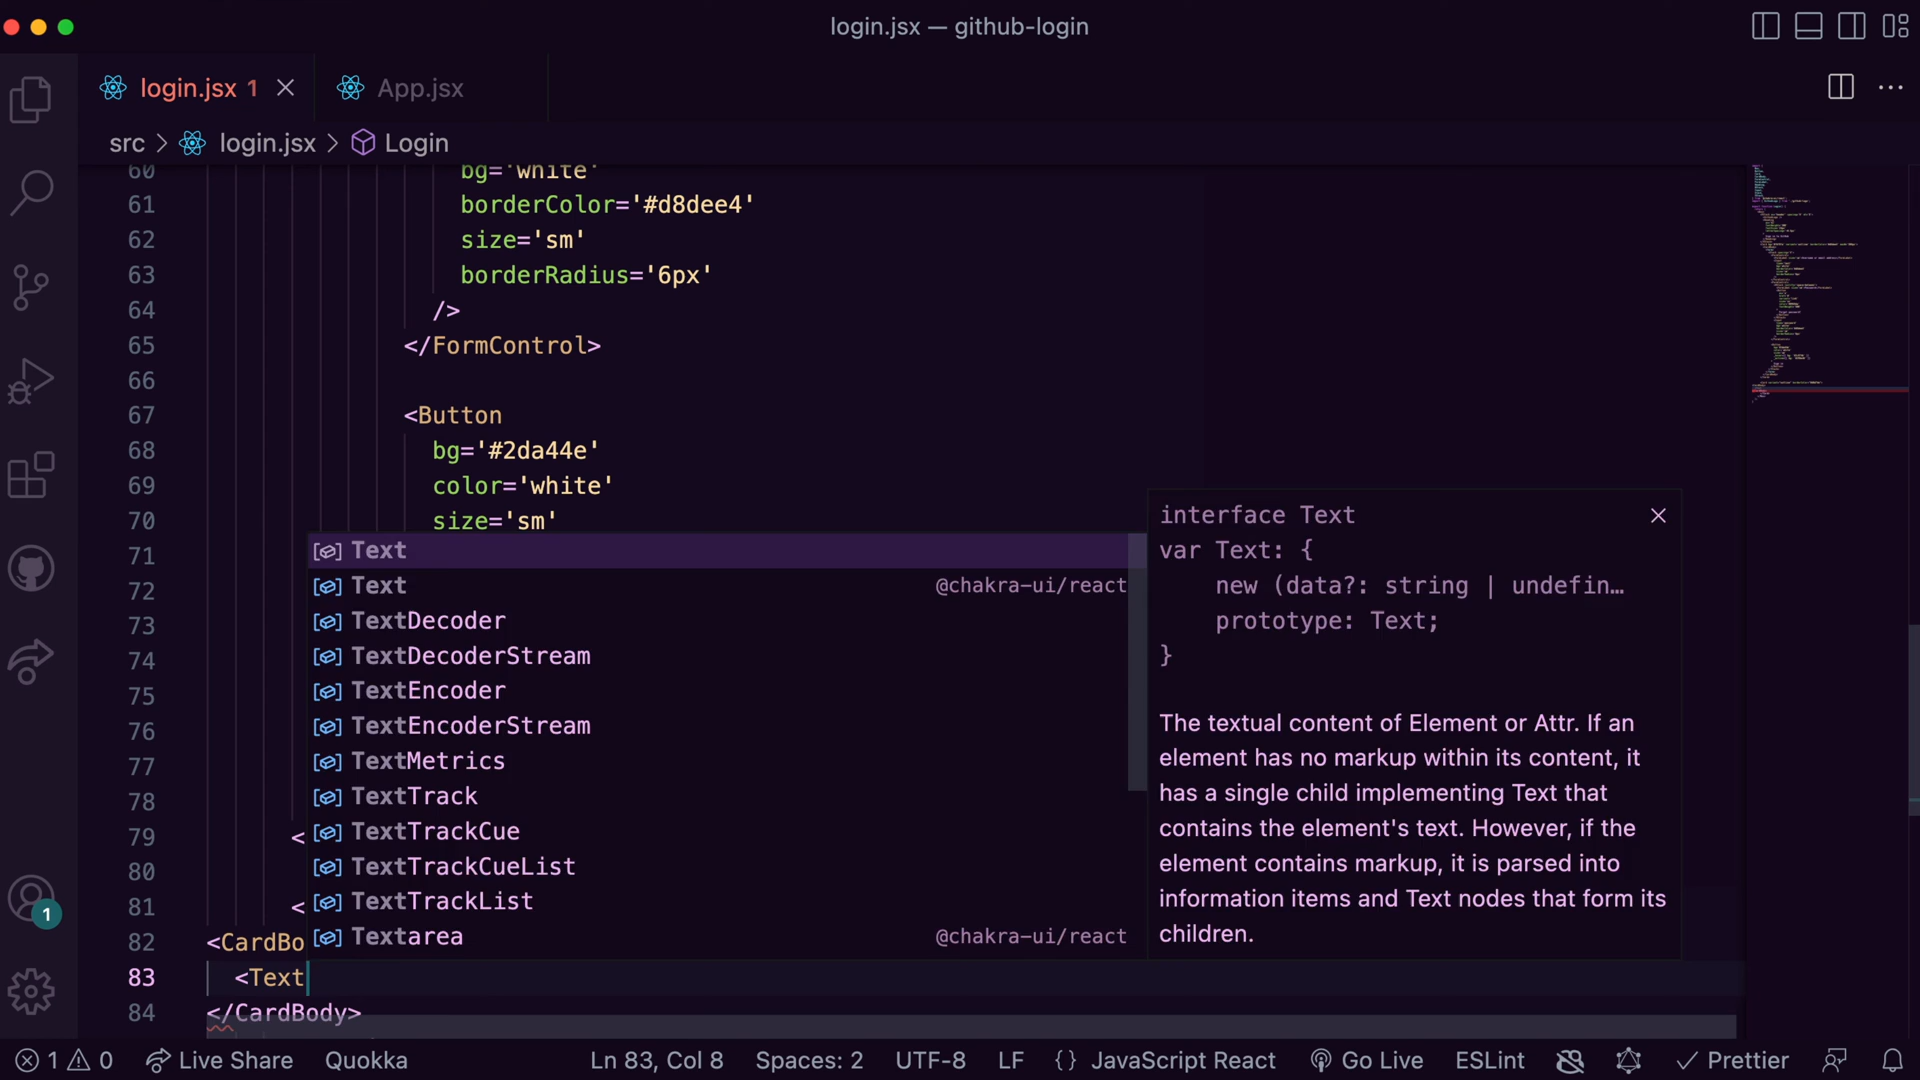 login.jsx — github-login
login.jsx 1
App.jsx
src > login.jsx > Login
60 bg='white'
61 borderColor='#d8dee4'
62 size='sm'
63 borderRadius='6px'
64 />
65 </FormControl>
66
67 <Button
68 bg='#2da44e'
69 color='white'
70 size='sm'
71
72
73
74
75
76
77
78
79 <
80
81 <
82 <CardBo
83 <Text
84 </CardBody>
Text
Text @chakra-ui/react
TextDecoder
TextDecoderStream
TextEncoder
TextEncoderStream
TextMetrics
TextTrack
TextTrackCue
TextTrackCueList
TextTrackList
Textarea @chakra-ui/react
interface Text
var Text: {
new (data?: string | undefin…
prototype: Text;
}
The textual content of Element or Attr. If an
element has no markup within its content, it
has a single child implementing Text that
contains the element's text. However, if the
element contains markup, it is parsed into
information items and Text nodes that form its
children.
1
1 0 Live Share Quokka Ln 83, Col 8 Spaces: 2 UTF-8 LF { } JavaScript React Go Live ESLint Prettier